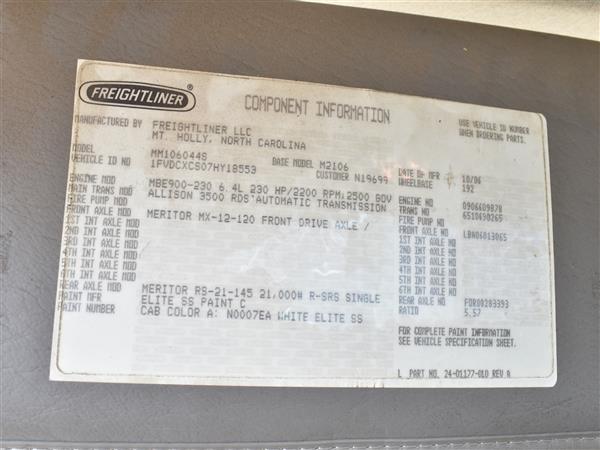 FREIGHTLINER
COMPONENT INFORMATION
USE VEHICLE ID NUMBER
WHEN ORDERING PARTS.
MANUFACTURED BY FREIGHTLINER LLC
MT. HOLLY, NORTH CAROLINA
MODEL MM106044S BASE MODEL M2106
VEHICLE ID NO 1FVDCXCS07HY18553 CUSTOMER N19699
ENGINE MOD MBE900-230 6.4L 230 HP/2200 RPM;2500 GOV
MAIN TRANS MOD ALLISON 3500 RDS AUTOMATIC TRANSMISSION
FIRE PUMP MOD
FRONT AXLE MOD MERITOR MX-12-120 FRONT DRIVE AXLE /
1ST INT AXLE MOD
2ND INT AXLE MOD
3RD INT AXLE MOD
4TH INT AXLE MOD
5TH INT AXLE MOD
6TH INT AXLE MOD
REAR AXLE MOD MERITOR RS-21-145 21,000# R-SRS SINGLE
PAINT MFR ELITE SS PAINT C
PAINT NUMBER CAB COLOR A: N0007EA WHITE ELITE SS
DATE OF MFR 10/06
WHEELBASE 192
ENGINE NO 0906609878
TRANS NO 6510490265
FIRE PUMP NO
FRONT AXLE NO LBN06013065
1ST INT AXLE NO
2ND INT AXLE NO
3RD INT AXLE NO
4TH INT AXLE NO
5TH INT AXLE NO
6TH INT AXLE NO
REAR AXLE NO FOR00283393
RATIO 5.57
FOR COMPLETE PAINT INFORMATION
SEE VEHICLE SPECIFICATION SHEET.
L PART NO. 24-01177-010 REV A